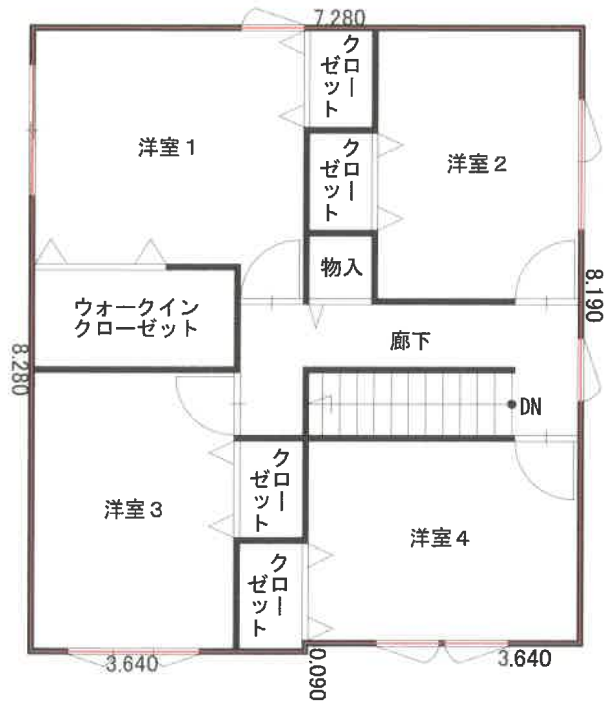 7.280
クローゼット
洋室１
クローゼット
洋室２
物入
ウォークイン
クローゼット
廊下
8.190
8.280
DN
クローゼット
洋室３
洋室４
クローゼット
3.640
0.090
3.640